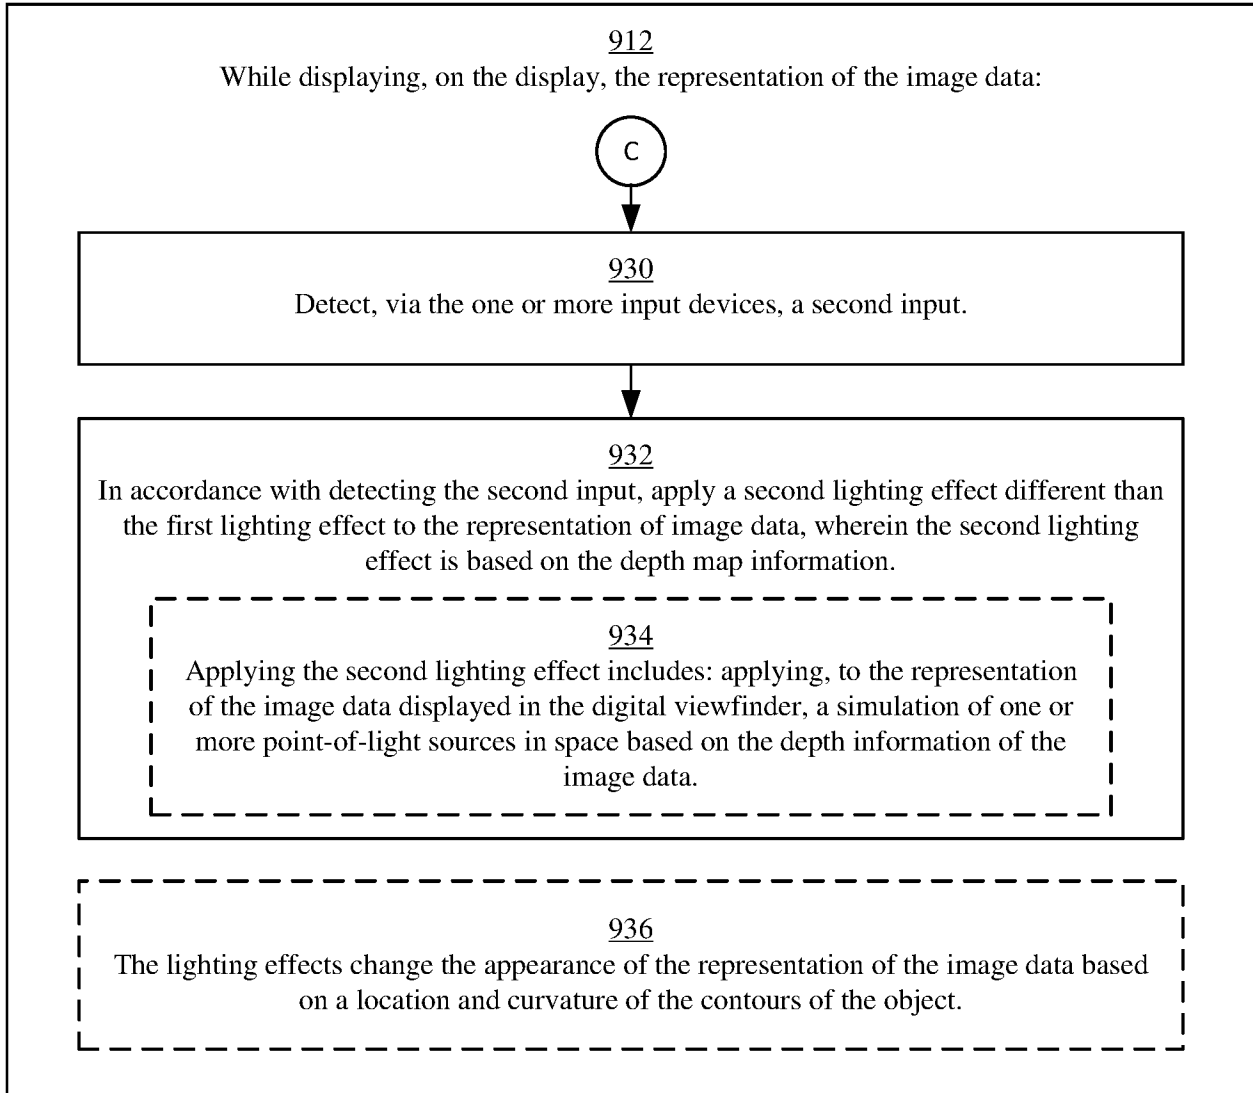 912
While displaying, on the display, the representation of the image data:
C
930
Detect, via the one or more input devices, a second input.
932
In accordance with detecting the second input, apply a second lighting effect different than
the first lighting effect to the representation of image data, wherein the second lighting
effect is based on the depth map information.
934
Applying the second lighting effect includes: applying, to the representation
of the image data displayed in the digital viewfinder, a simulation of one or
more point-of-light sources in space based on the depth information of the
image data.
936
The lighting effects change the appearance of the representation of the image data based
on a location and curvature of the contours of the object.